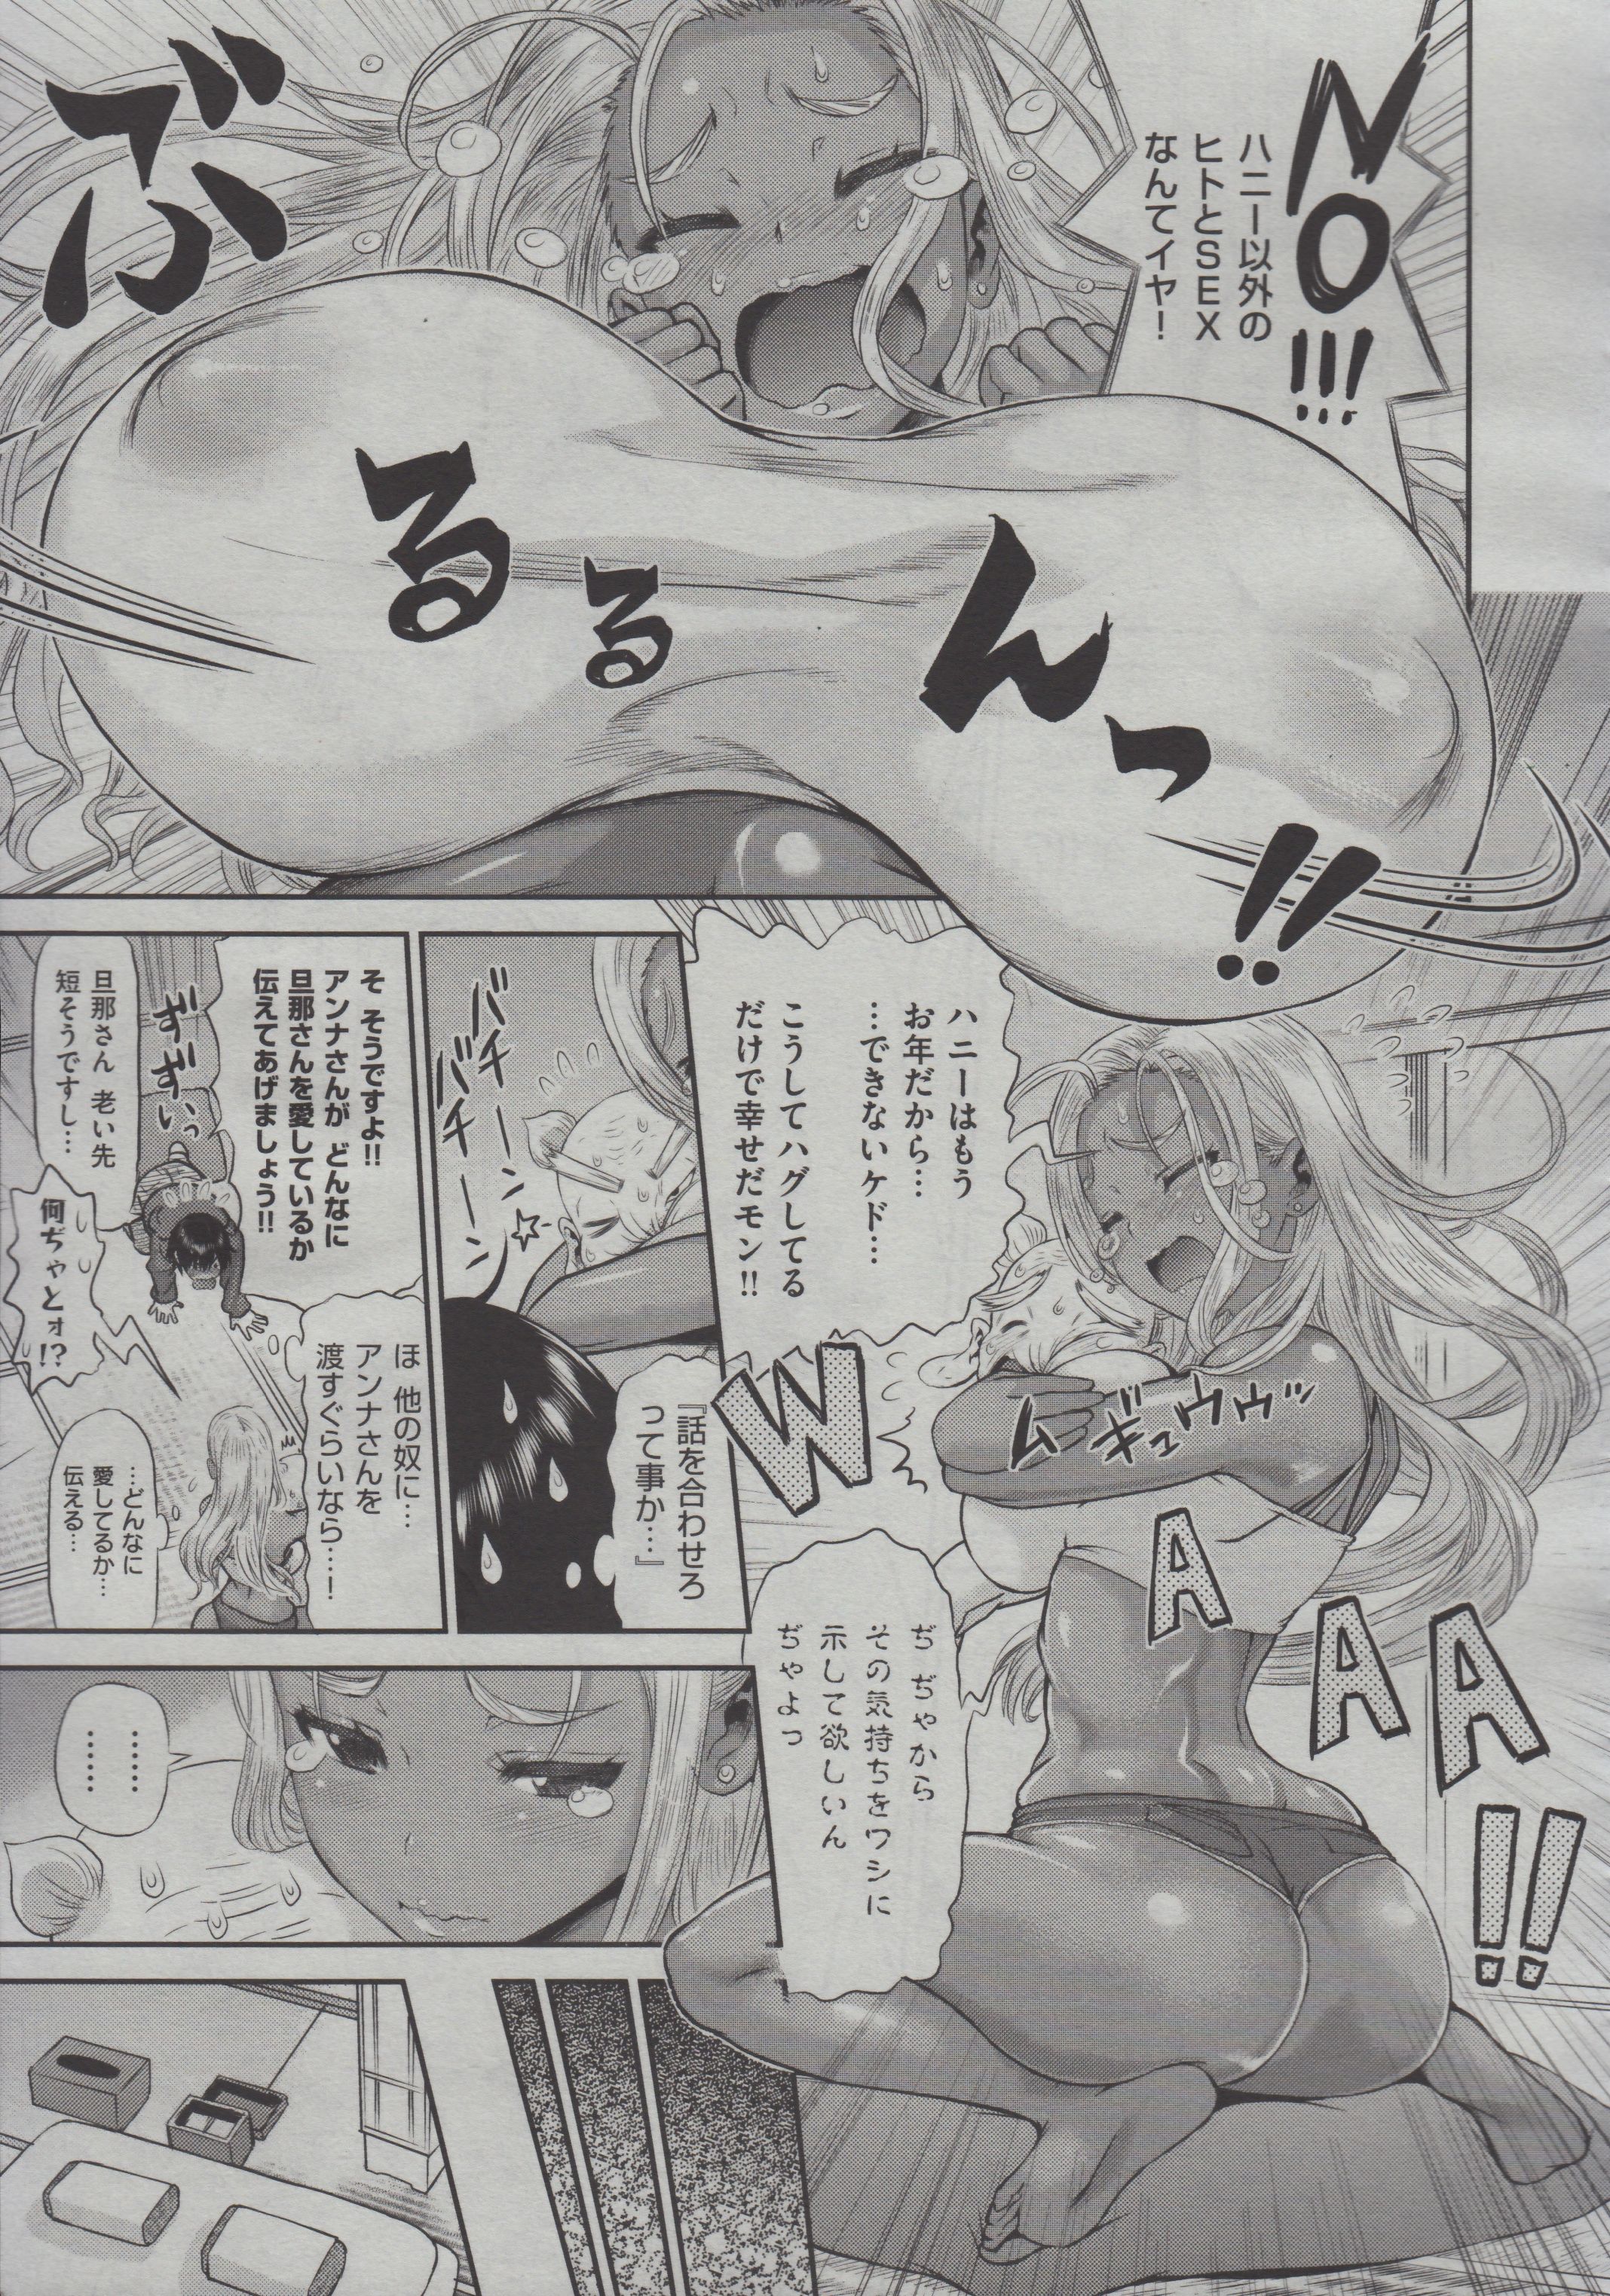 NO!!!
ハニー以外の
ヒトとSEX
なんてイヤ！
ぶ
るるんっ!!
ハニーはもう
お年だから…
…できないケド…
こうしてハグしてる
だけで幸せだモン!!
ムギュウゥッ
WAAAA!!
ぢ ぢゃから
その気持ちをワシに
示して欲しいん
ぢゃよっ
バチーン
バチーン
☆
『話を合わせろ
って事か…』
そ そうですよ!!
アンナさんが どんなに
旦那さんを愛しているか
伝えてあげましょう!!
ずずいっ
旦那さん 老い先
短そうですし…
何ぢゃとォ!?
ほ 他の奴に…
アンナさんを
渡すぐらいなら…！
…どんなに
愛してるか…
伝える…
……
……